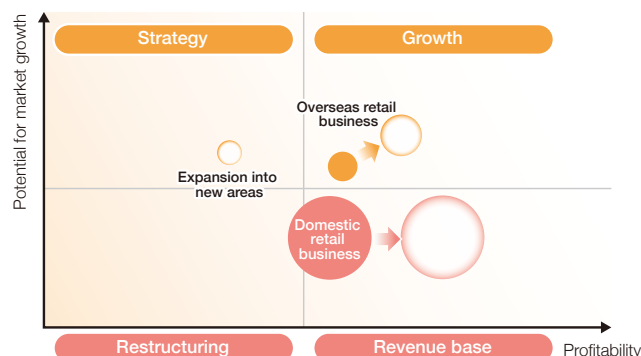 Potential for market growth
Strategy
Growth
Overseas retail
business
Expansion into
new areas
Domestic
retail
business
Restructuring
Revenue base
Profitability